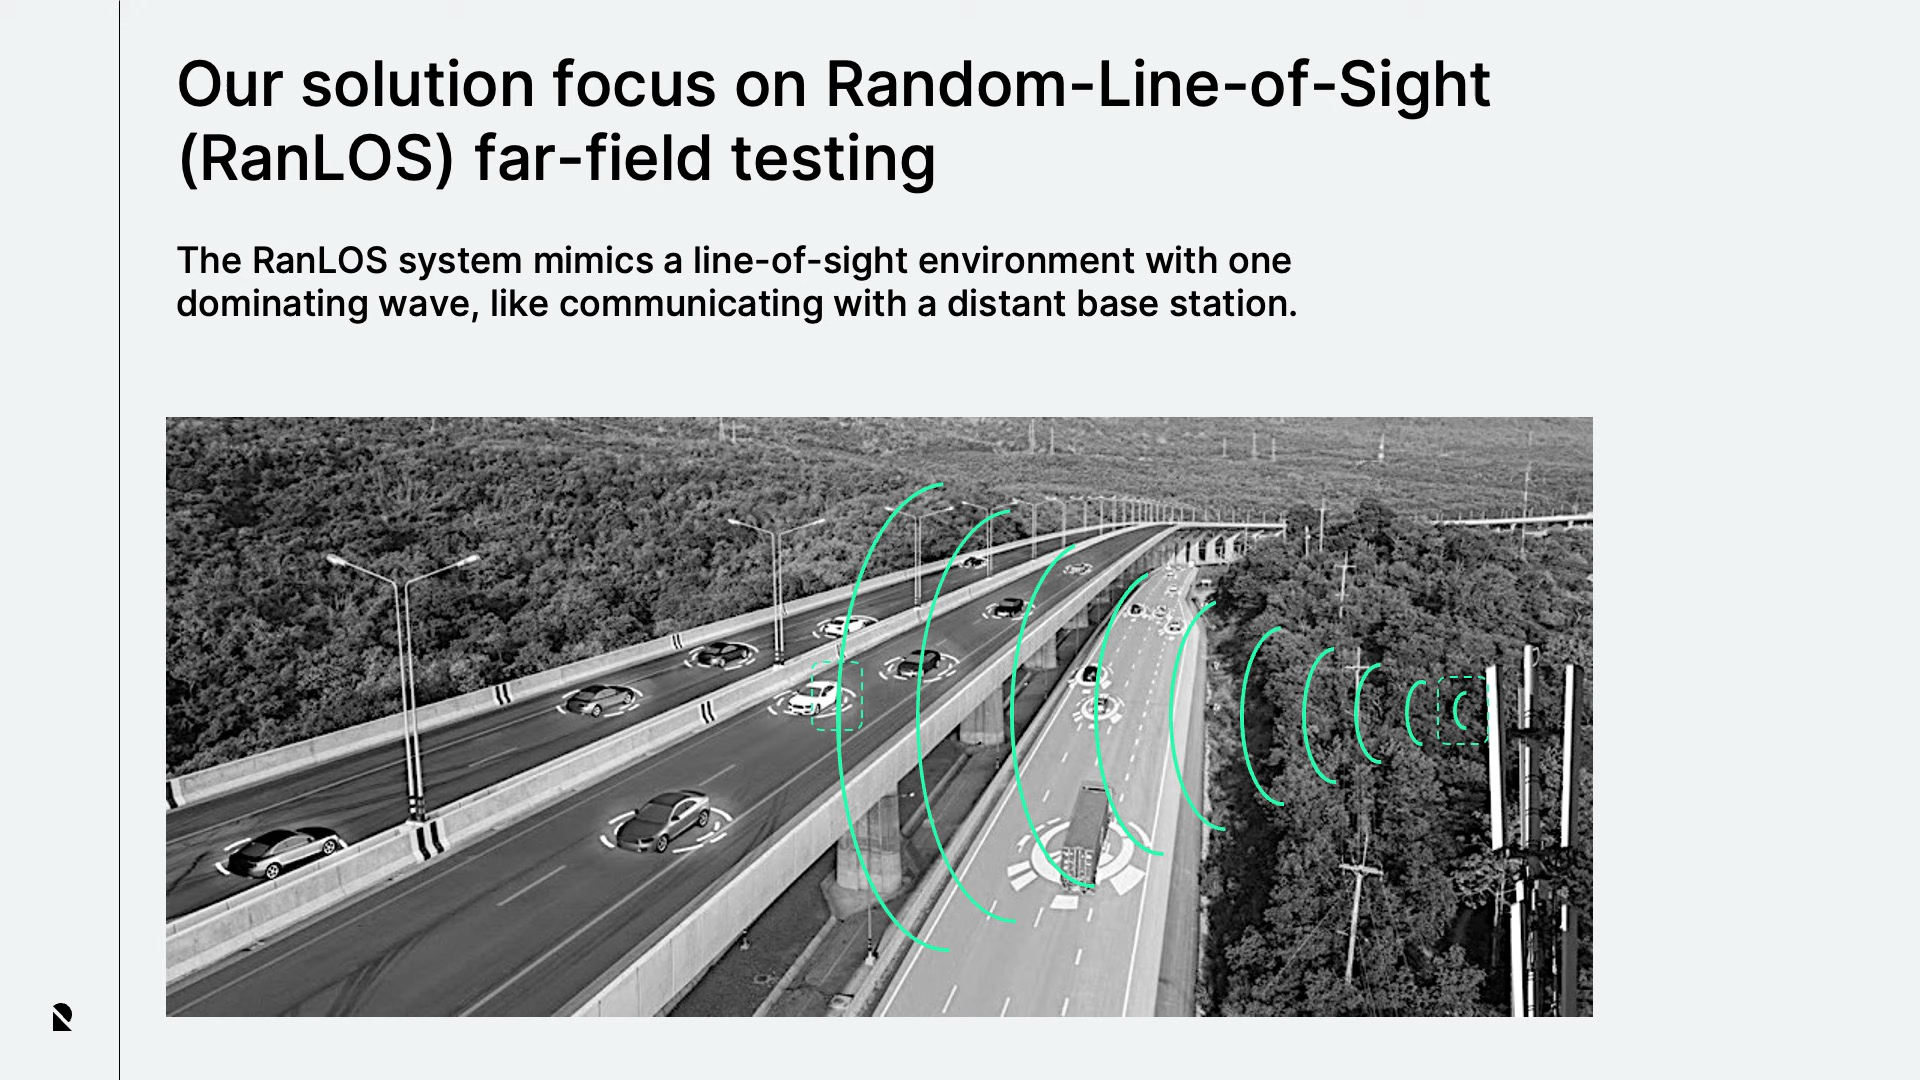 Our solution focus on Random-Line-of-Sight
(RanLOS) far-field testing
The RanLOS system mimics a line-of-sight environment with one
dominating wave, like communicating with a distant base station.